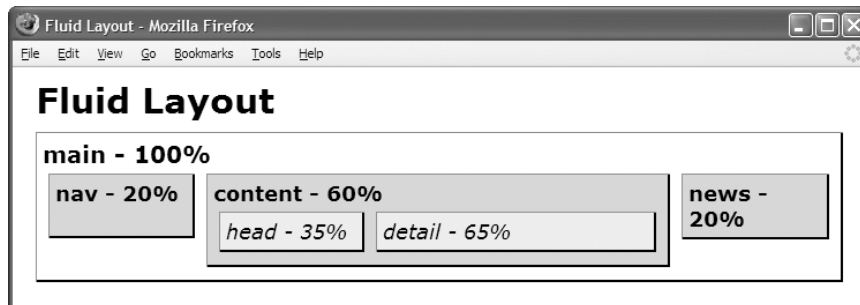 Fluid Layout - Mozilla Firefox
File Edit View Go Bookmarks Tools Help
Fluid Layout
main - 100%
nav - 20%
content - 60%
head - 35%
detail - 65%
news -
20%